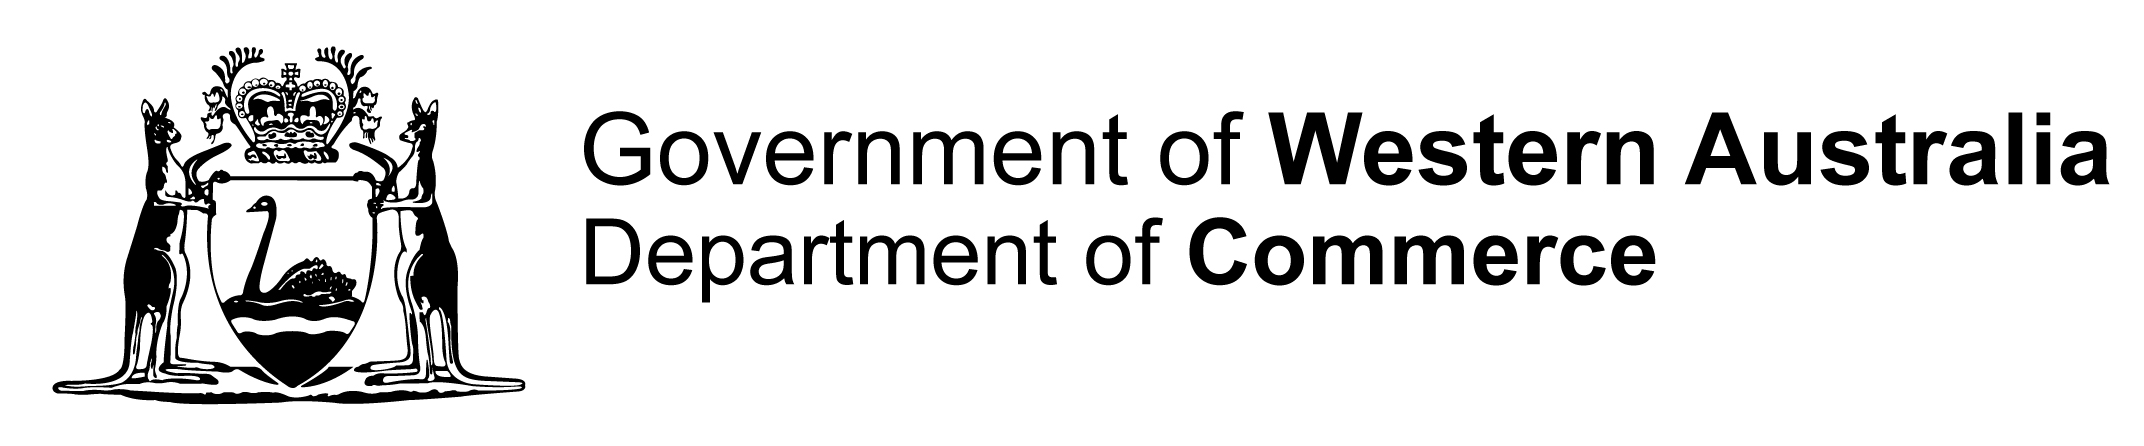 Government of Western Australia
Department of Commerce